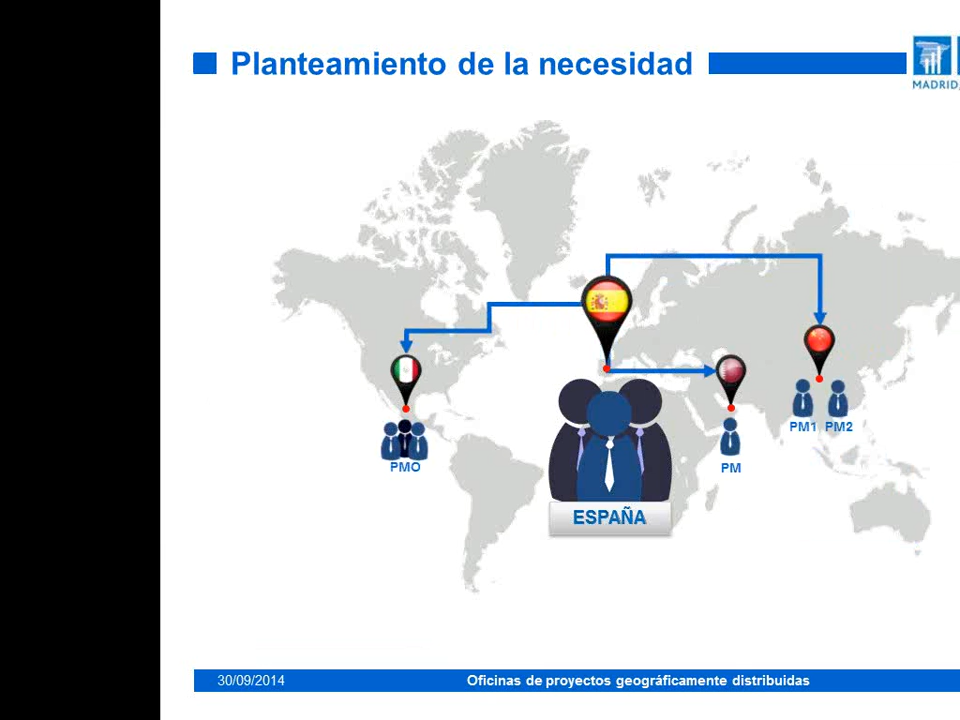 Planteamiento de la necesidad
MADRID
PM1 PM2
PMO
PM
ESPAÑA
30/09/2014
Oficinas de proyectos geográficamente distribuidas